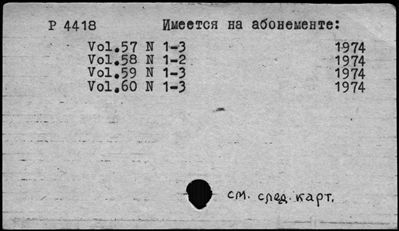 P 4418 Имеется на абонементе:
Vol.57 N 1-3 1974
Vol.58 N 1-2 1974
Vol.59 N 1-3 1974
Vol.60 N 1-3 1974
см. след. карт.